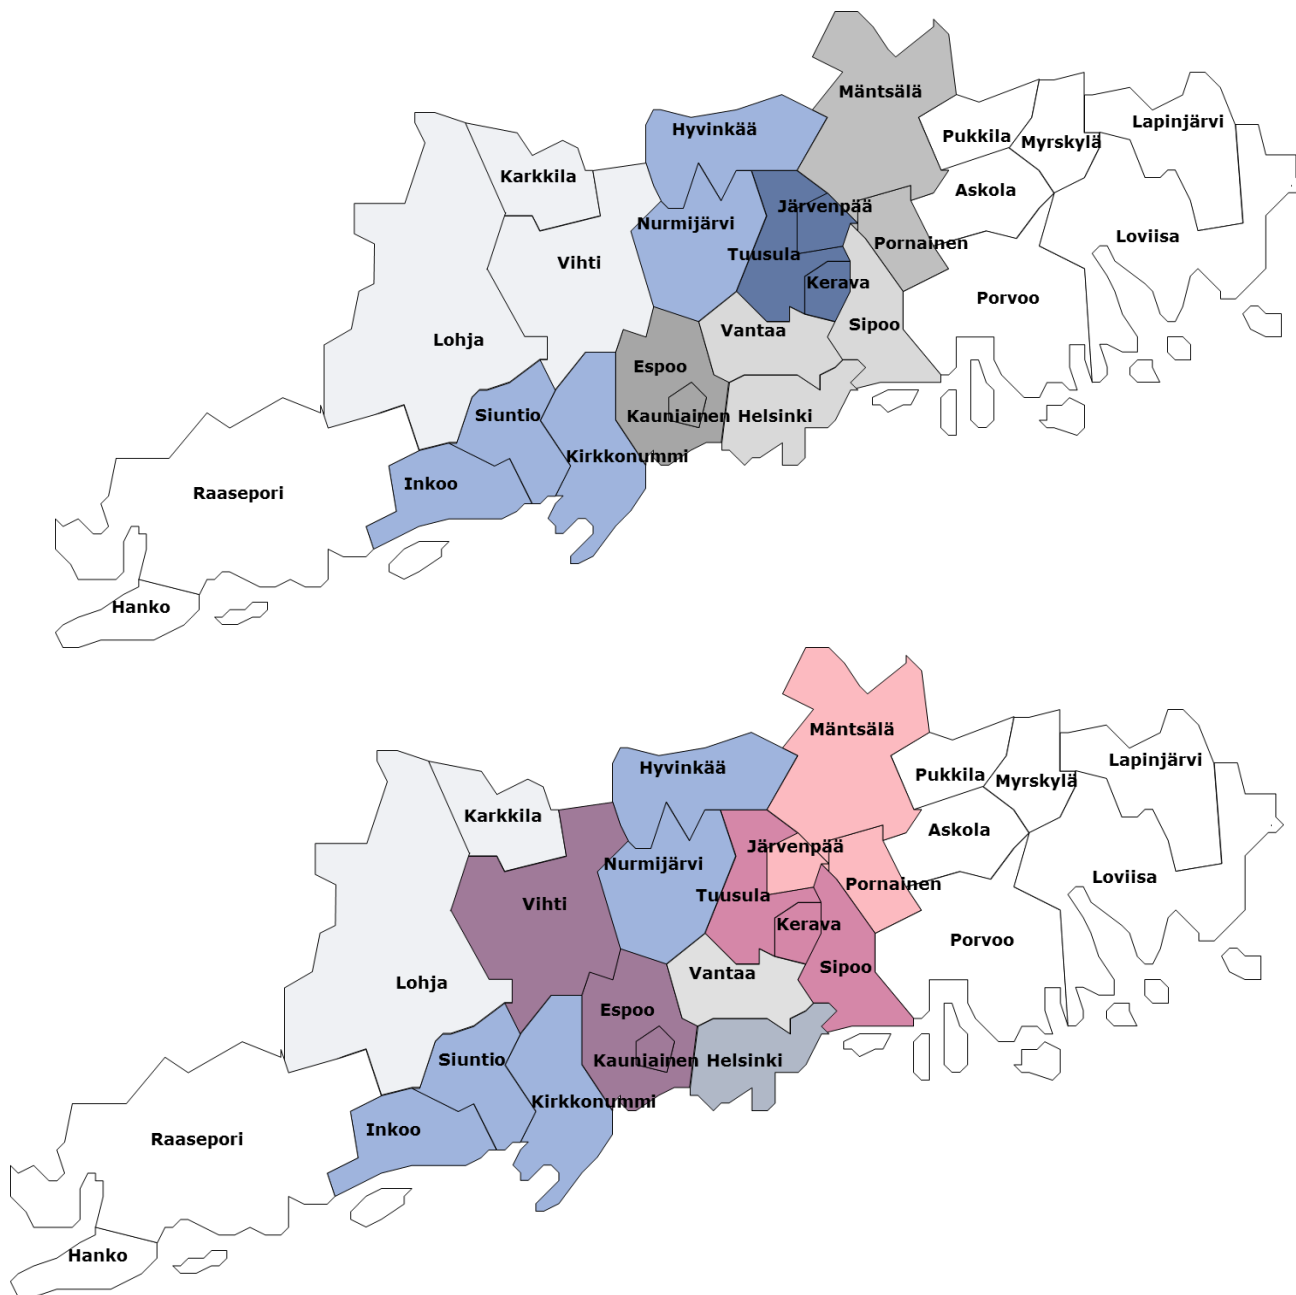 Mäntsälä
Lapinjärvi
Hyvinkää
Pukkila
Myrskylä
Karkkila
Askola
Järvenpää
Nurmijärvi
Loviisa
Pornainen
Tuusula
Vihti
Kerava
Porvoo
Sipoo
Vantaa
Lohja
Espoo
Siuntio
Kauniainen
Helsinki
Kirkkonummi
Inkoo
Raasepori
Hanko
Mäntsälä
Lapinjärvi
Hyvinkää
Pukkila
Myrskylä
Karkkila
Askola
Järvenpää
Nurmijärvi
Loviisa
Pornainen
Tuusula
Vihti
Kerava
Porvoo
Sipoo
Vantaa
Lohja
Espoo
Siuntio
Kauniainen
Helsinki
Kirkkonummi
Inkoo
Raasepori
Hanko